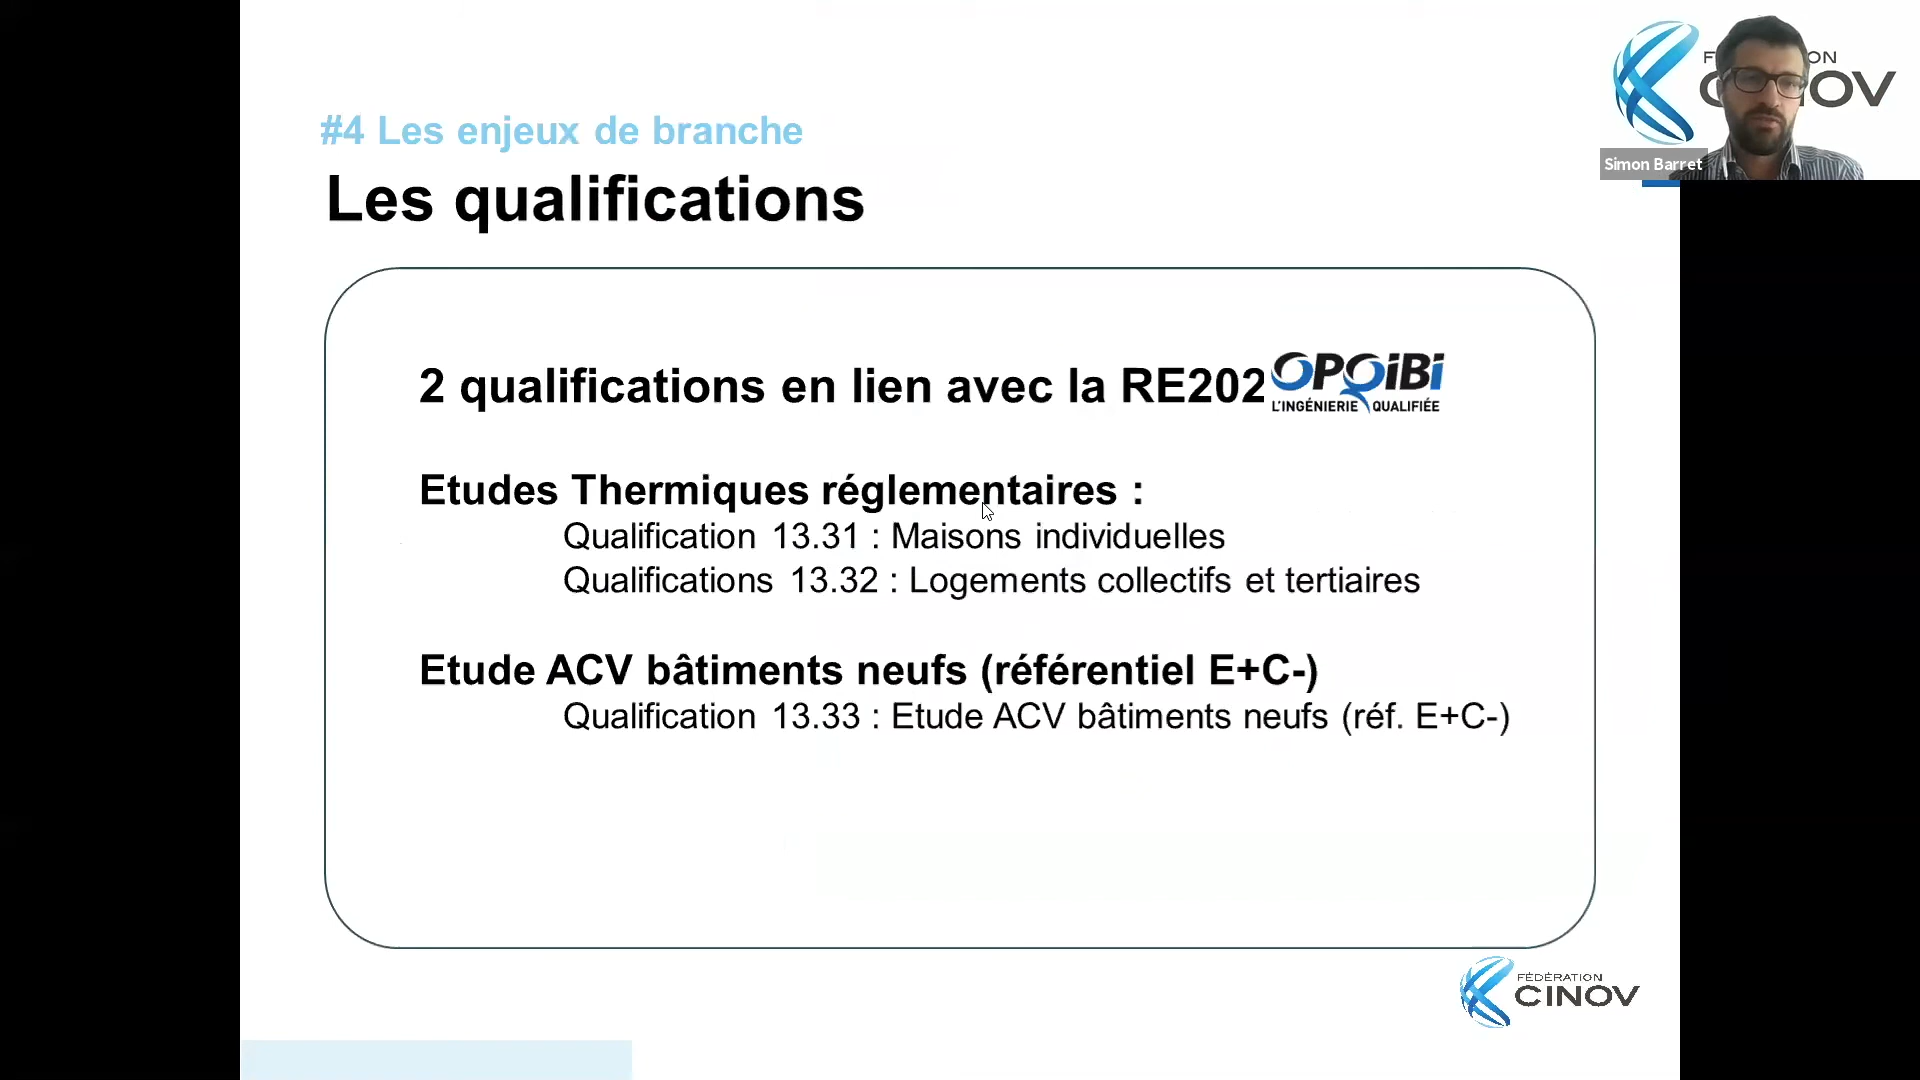 #4 Les enjeux de branche
Les qualifications
2 qualifications en lien avec la RE202
OPQiBi
L'INGÉNIERIE QUALIFIÉE
Etudes Thermiques réglementaires :
Qualification 13.31 : Maisons individuelles
Qualifications 13.32 : Logements collectifs et tertiaires
Etude ACV bâtiments neufs (référentiel E+C-)
Qualification 13.33 : Etude ACV bâtiments neufs (réf. E+C-)
FÉDÉRATION
CINOV
Simon Barret